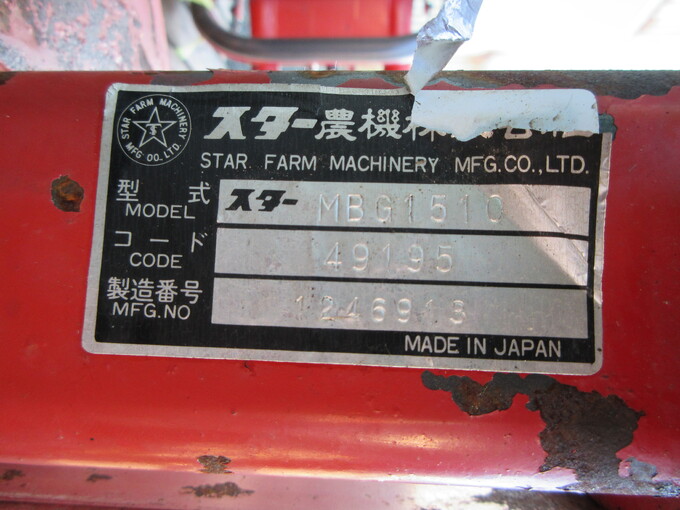 STAR FARM MACHINERY
MFG CO., LTD.
スター農機株
STAR FARM MACHINERY MFG.CO.,LTD.
型式 スター MBG1510
MODEL
コード 49195
CODE
製造番号 1246913
MFG.NO
MADE IN JAPAN